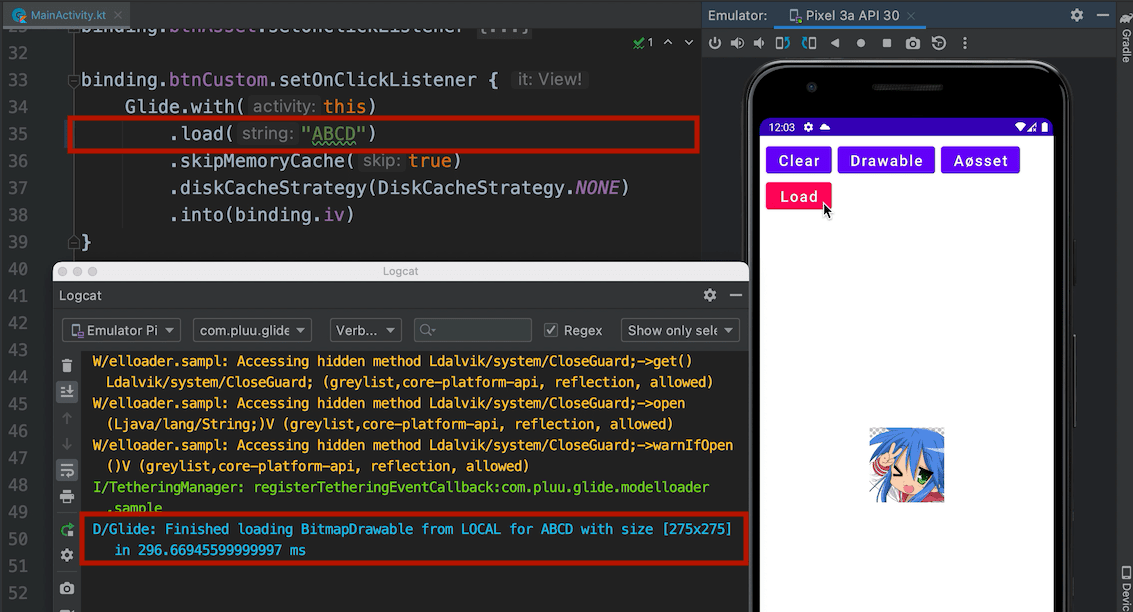 MainActivity.kt
Emulator:
Pixel 3a API 30
Gradle
1
32
33 binding.btnCustom.setOnClickListener { it: View!
34 Glide.with( activity: this)
35 .load( string: "ABCD")
36 .skipMemoryCache( skip: true)
37 .diskCacheStrategy(DiskCacheStrategy.NONE)
38 .into(binding.iv)
39 }
40
41
42
43
44
45
46
47
48
49
50
51
52
12:03
Clear
Drawable
Aøsset
Load
Logcat
Logcat
Emulator Pi
com.pluu.glide
Verb...
Regex
Show only sele
W/elloader.sampl: Accessing hidden method Ldalvik/system/CloseGuard;->get()
Ldalvik/system/CloseGuard; (greylist,core-platform-api, reflection, allowed)
W/elloader.sampl: Accessing hidden method Ldalvik/system/CloseGuard;->open
(Ljava/lang/String;)V (greylist,core-platform-api, reflection, allowed)
W/elloader.sampl: Accessing hidden method Ldalvik/system/CloseGuard;->warnIfOpen
()V (greylist,core-platform-api, reflection, allowed)
I/TetheringManager: registerTetheringEventCallback:com.pluu.glide.modelloader
.sample
D/Glide: Finished loading BitmapDrawable from LOCAL for ABCD with size [275x275]
in 296.66945599999997 ms
Devic